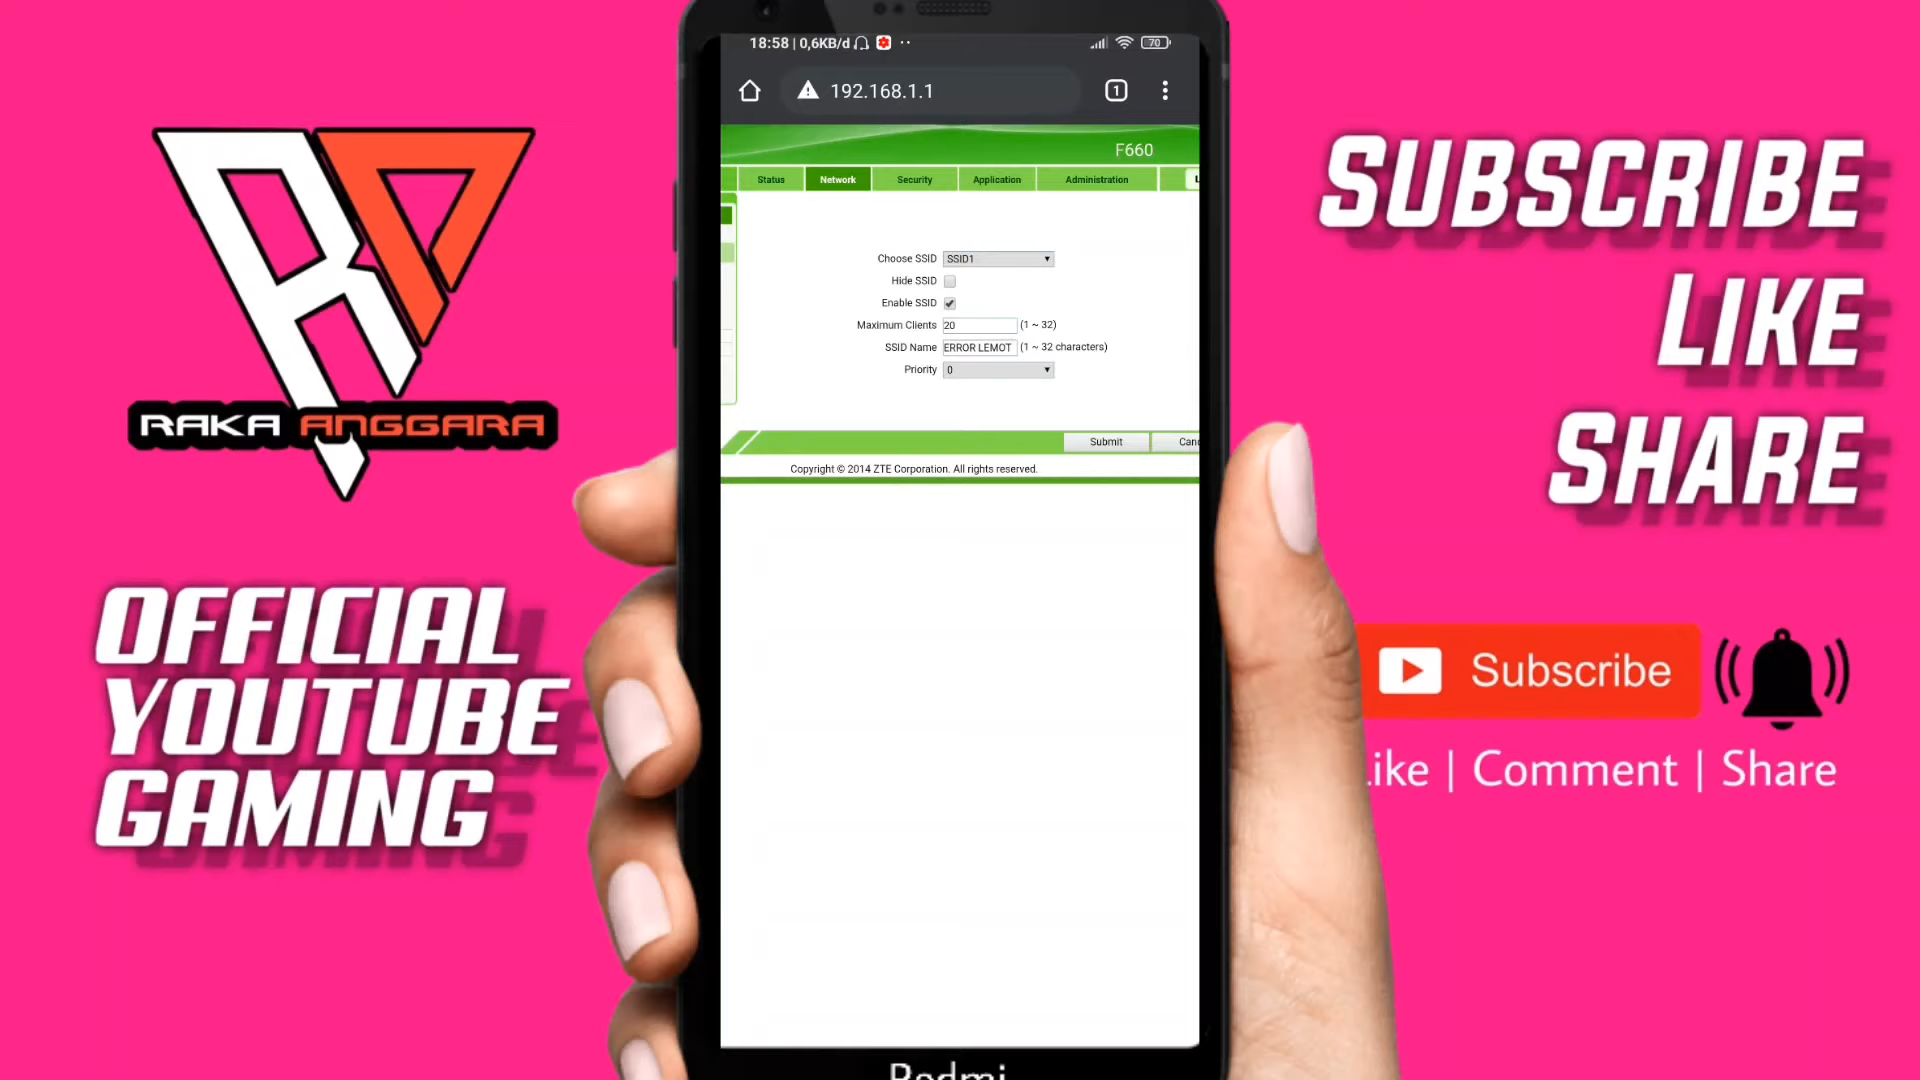 18:58 | 0,6KB/d
70
192.168.1.1
1
F660
Status Network Security Application Administration
Choose SSID SSID1
Hide SSID
Enable SSID
Maximum Clients 20 (1 ~ 32)
SSID Name ERROR LEMOT (1 ~ 32 characters)
Priority 0
Submit Canc
Copyright © 2014 ZTE Corporation. All rights reserved.
Redmi
RAKA ANGGARA
OFFICIAL
YOUTUBE
GAMING
SUBSCRIBE
LIKE
SHARE
Subscribe
ike | Comment | Share